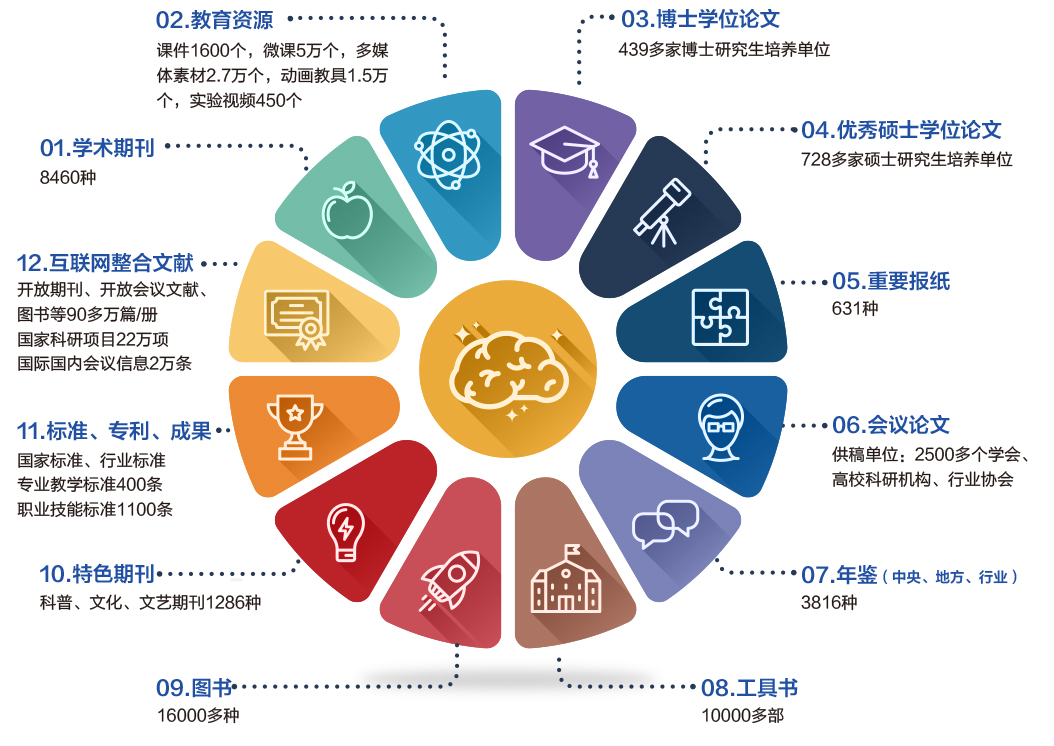 01.学术期刊
8460种
02.教育资源
课件1600个，微课5万个，多媒
体素材2.7万个，动画教具1.5万
个，实验视频450个
03.博士学位论文
439多家博士研究生培养单位
04.优秀硕士学位论文
728多家硕士研究生培养单位
05.重要报纸
631种
06.会议论文
供稿单位：2500多个学会、
高校科研机构、行业协会
07.年鉴（中央、地方、行业）
3816种
08.工具书
10000多部
09.图书
16000多种
10.特色期刊
科普、文化、文艺期刊1286种
11.标准、专利、成果
国家标准、行业标准
专业教学标准400条
职业技能标准1100条
12.互联网整合文献
开放期刊、开放会议文献、
图书等90多万篇/册
国家科研项目22万项
国际国内会议信息2万条